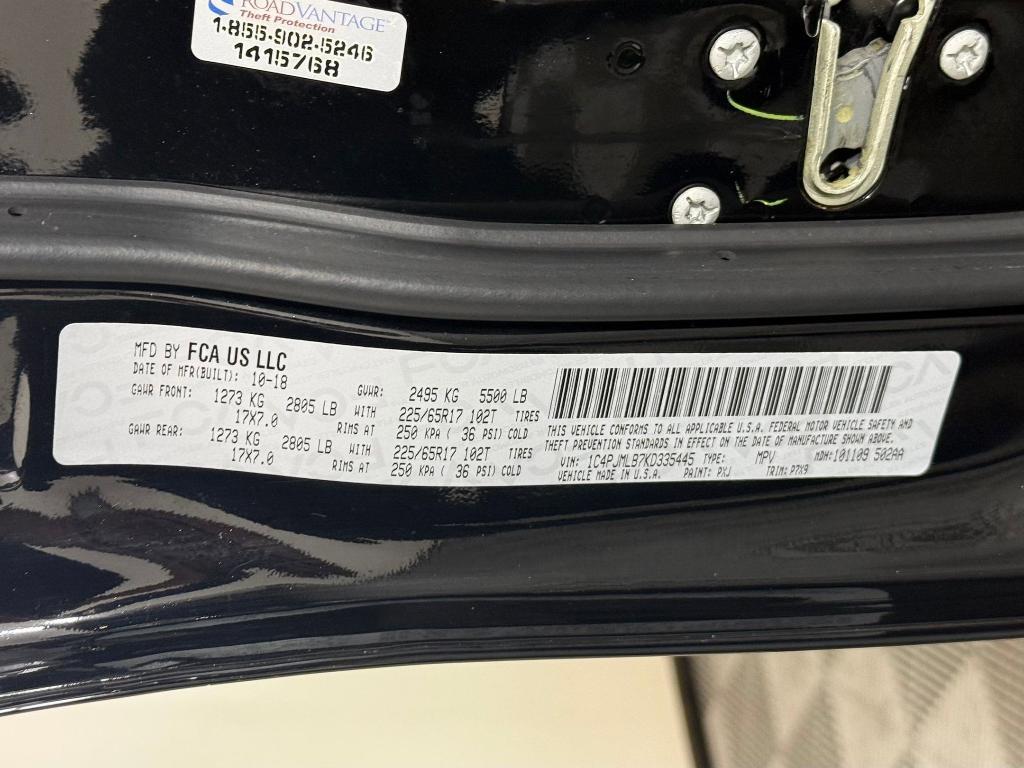 ROADVANTAGE
Theft Protection
1-855-902-5246
1415768
MFD BY FCA US LLC
DATE OF MFR(BUILT): 10-18
GVWR: 2495 KG 5500 LB
GAWR FRONT: 1273 KG 2805 LB WITH 225/65R17 102T TIRES
17X7.0 RIMS AT 250 KPA ( 36 PSI) COLD
GAWR REAR: 1273 KG 2805 LB WITH 225/65R17 102T TIRES
17X7.0 RIMS AT 250 KPA ( 36 PSI) COLD
THIS VEHICLE CONFORMS TO ALL APPLICABLE U.S.A. FEDERAL MOTOR VEHICLE SAFETY AND
THEFT PREVENTION STANDARDS IN EFFECT ON THE DATE OF MANUFACTURE SHOWN ABOVE.
VIN: 1C4PJMLB7KD335445 TYPE: MPV MDH:101109 502AA
VEHICLE MADE IN U.S.A. PAINT: PXJ TRIM: P7X9